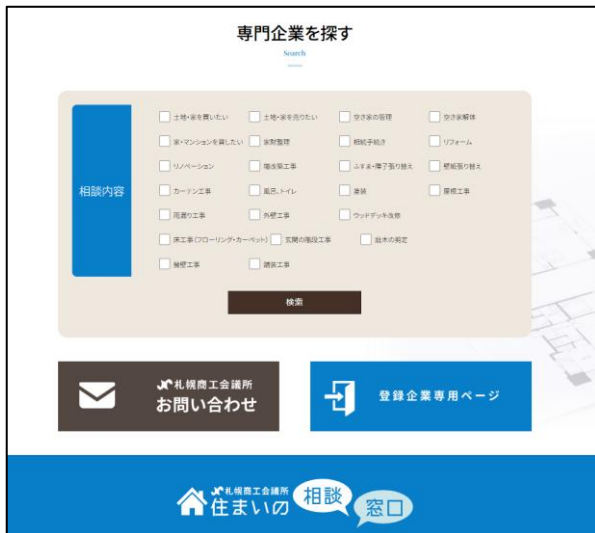 専門企業を探す
Search
相談内容
土地・家を買いたい 土地・家を売りたい 空き家の管理 空き家解体
家・マンションを貸したい 家財整理 相続手続き リフォーム
リノベーション 増改築工事 ふすま・障子張り替え 壁紙張り替え
カーテン工事 風呂、トイレ 塗装 屋根工事
雨漏り工事 外壁工事 ウッドデッキ改修
床工事(フローリング・カーペット) 玄関の階段工事 庭木の剪定
擁壁工事 舗装工事
検索
札幌商工会議所
お問い合わせ
登録企業専用ページ
札幌商工会議所
住まいの 相談 窓口